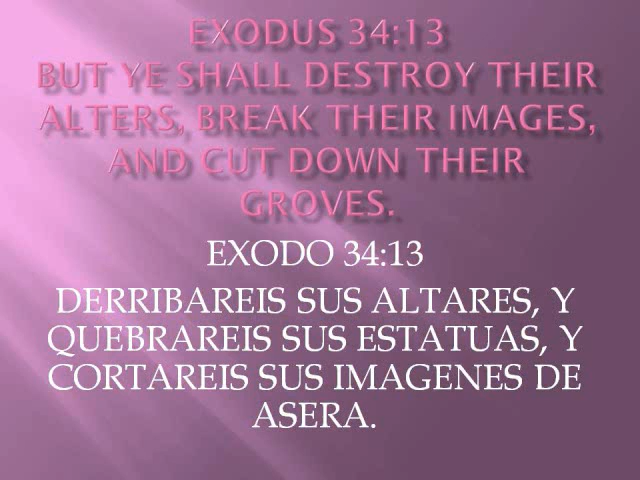 EXODUS 34:13
BUT YE SHALL DESTROY THEIR
ALTERS, BREAK THEIR IMAGES,
AND CUT DOWN THEIR
GROVES.
EXODO 34:13
DERRIBAREIS SUS ALTARES, Y
QUEBRAREIS SUS ESTATUAS, Y
CORTAREIS SUS IMAGENES DE
ASERA.